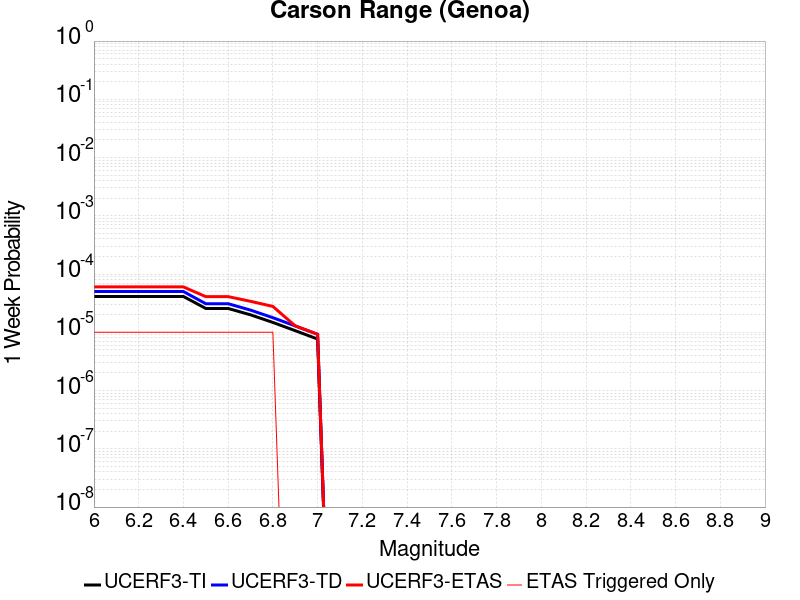 Carson Range (Genoa)
10^0
10^-1
10^-2
10^-3
10^-4
10^-5
10^-6
10^-7
10^-8
1 Week Probability
6 6.2 6.4 6.6 6.8 7 7.2 7.4 7.6 7.8 8 8.2 8.4 8.6 8.8 9
Magnitude
UCERF3-TI UCERF3-TD UCERF3-ETAS ETAS Triggered Only